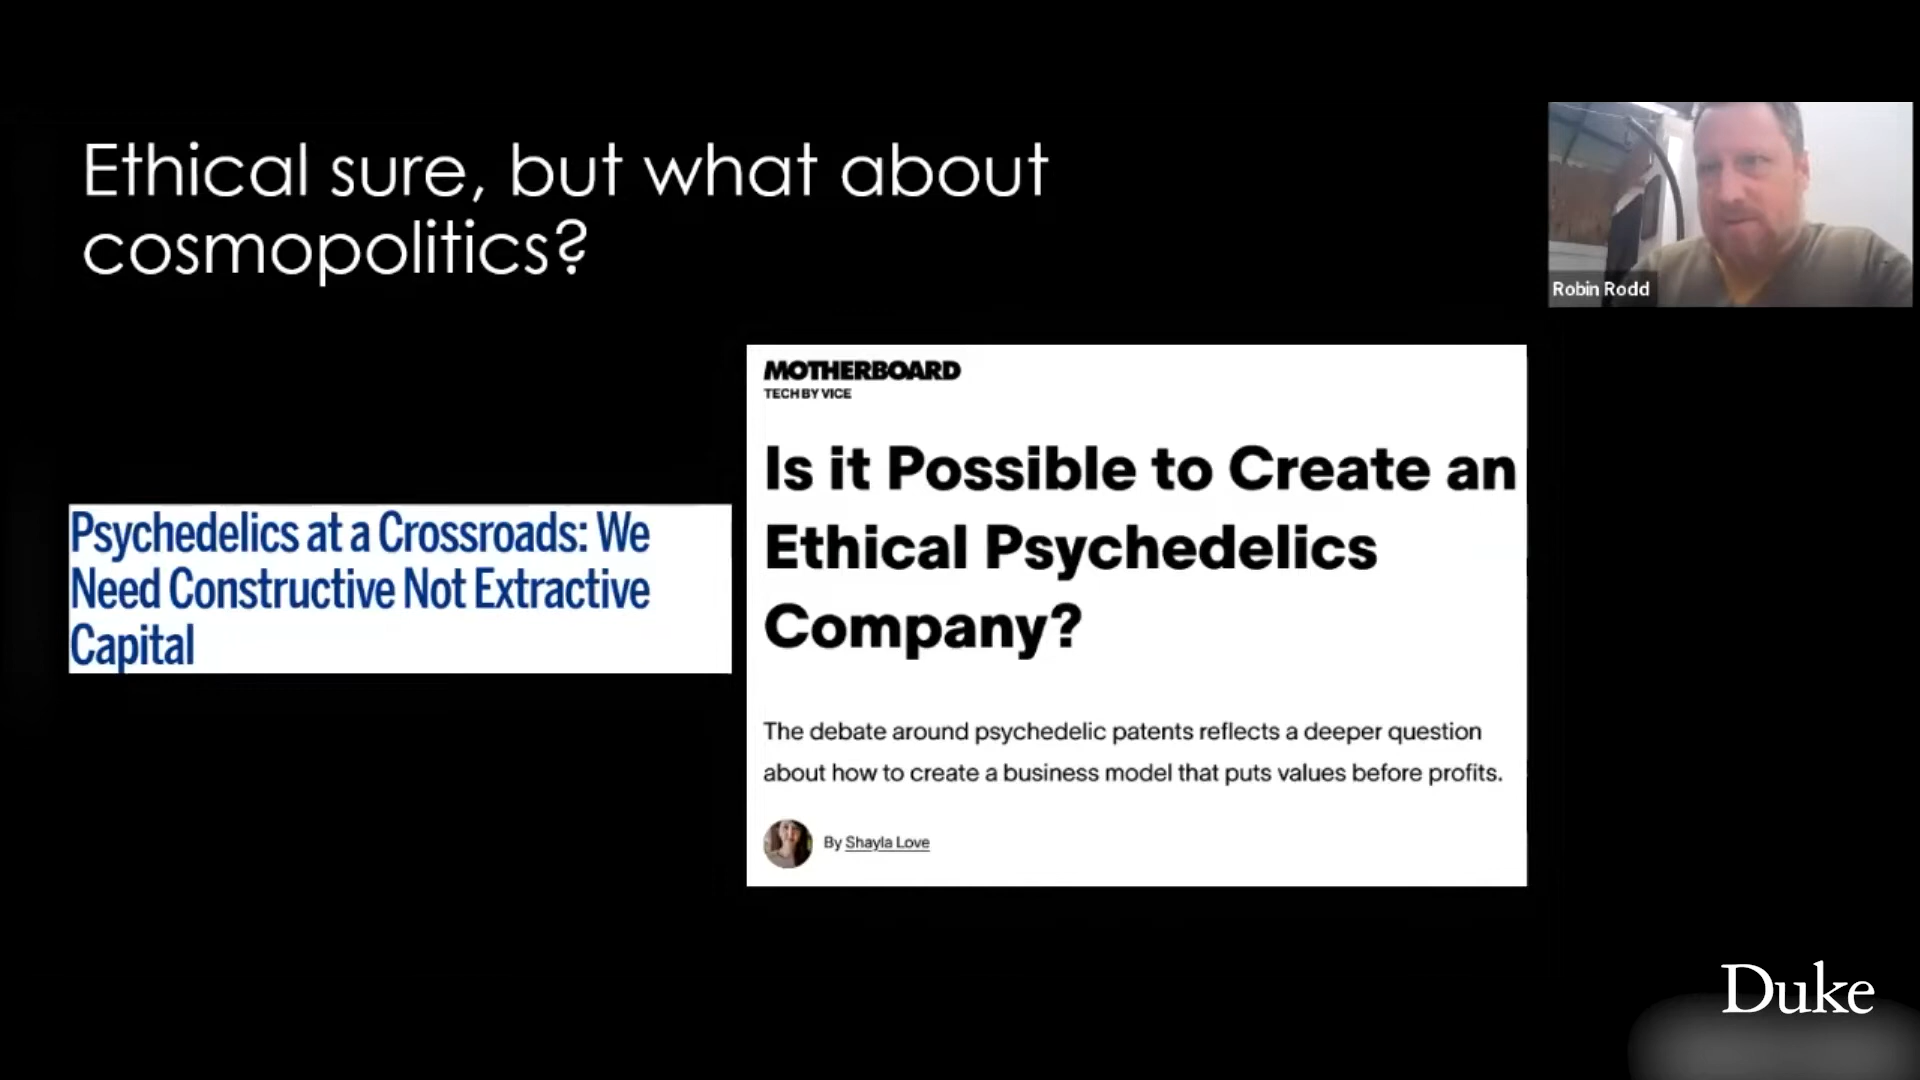 Ethical sure, but what about
cosmopolitics?
Robin Rodd
MOTHERBOARD
TECH BY VICE
Is it Possible to Create an
Ethical Psychedelics
Company?
The debate around psychedelic patents reflects a deeper question
about how to create a business model that puts values before profits.
By Shayla Love
Psychedelics at a Crossroads: We
Need Constructive Not Extractive
Capital
Duke